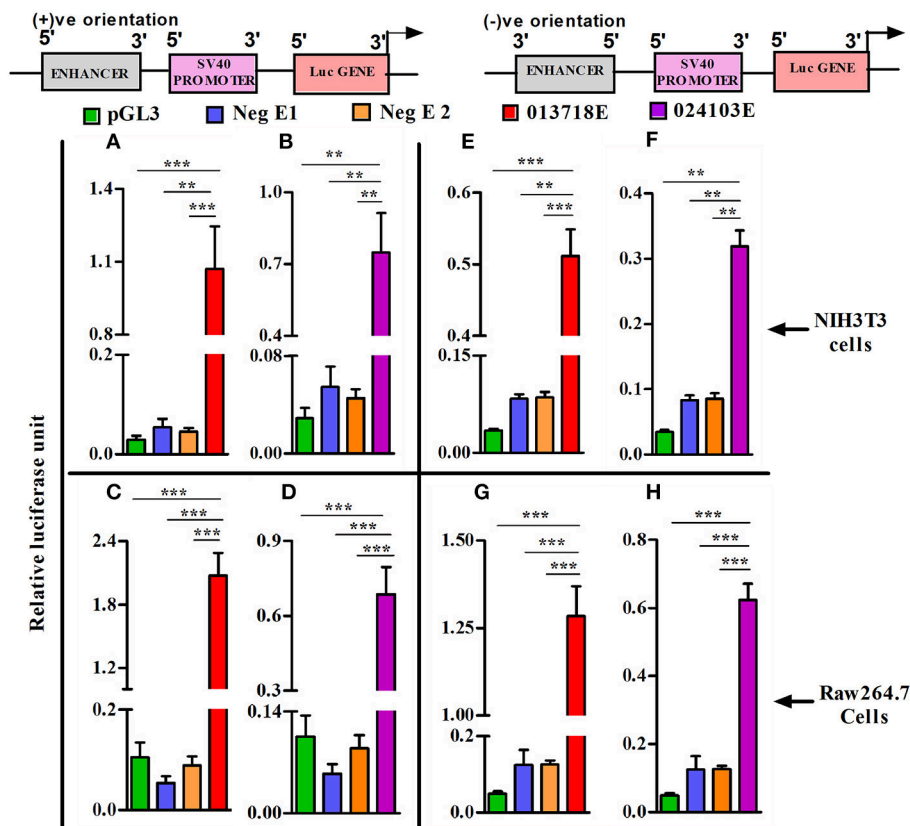 (+)ve orientation
(-)ve orientation
5' 3' 5' 3' 5' 3'
3' 5' 5' 3' 5' 3'
ENHANCER
SV40
PROMOTER
Luc GENE
ENHANCER
SV40
PROMOTER
Luc GENE
pGL3 Neg E1 Neg E 2 013718E 024103E
Relative luciferase unit
A
***
**
***
1.4
1.1
0.8
0.2
0.0
B
**
**
**
1.0
0.7
0.4
0.08
0.00
E
***
**
***
0.6
0.5
0.4
0.15
0.00
F
**
**
**
0.4
0.3
0.2
0.1
0.0
NIH3T3
cells
C
***
***
***
2.4
1.8
1.2
0.2
0.0
D
***
***
***
0.9
0.6
0.3
0.14
0.00
G
***
***
***
1.50
1.25
1.00
0.2
0.0
H
***
***
***
0.8
0.6
0.4
0.2
0.0
Raw264.7
Cells